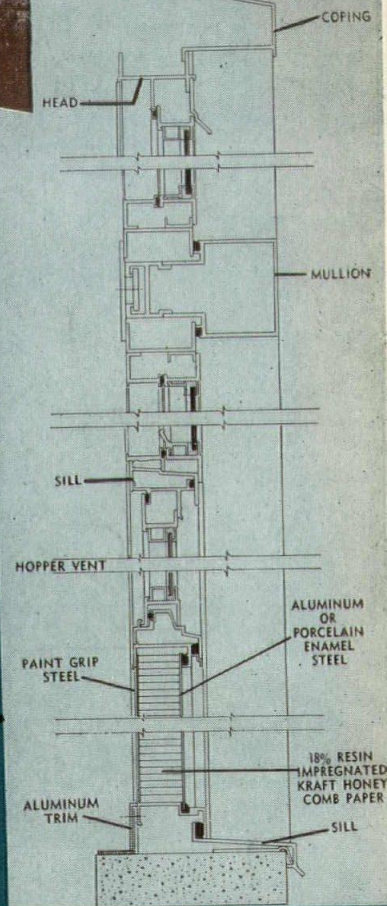 COPING
HEAD
MULLION
SILL
HOPPER VENT
ALUMINUM
OR
PORCELAIN
ENAMEL
STEEL
PAINT GRIP
STEEL
18% RESIN
IMPREGNATED
KRAFT HONEY
COMB PAPER
ALUMINUM
TRIM
SILL